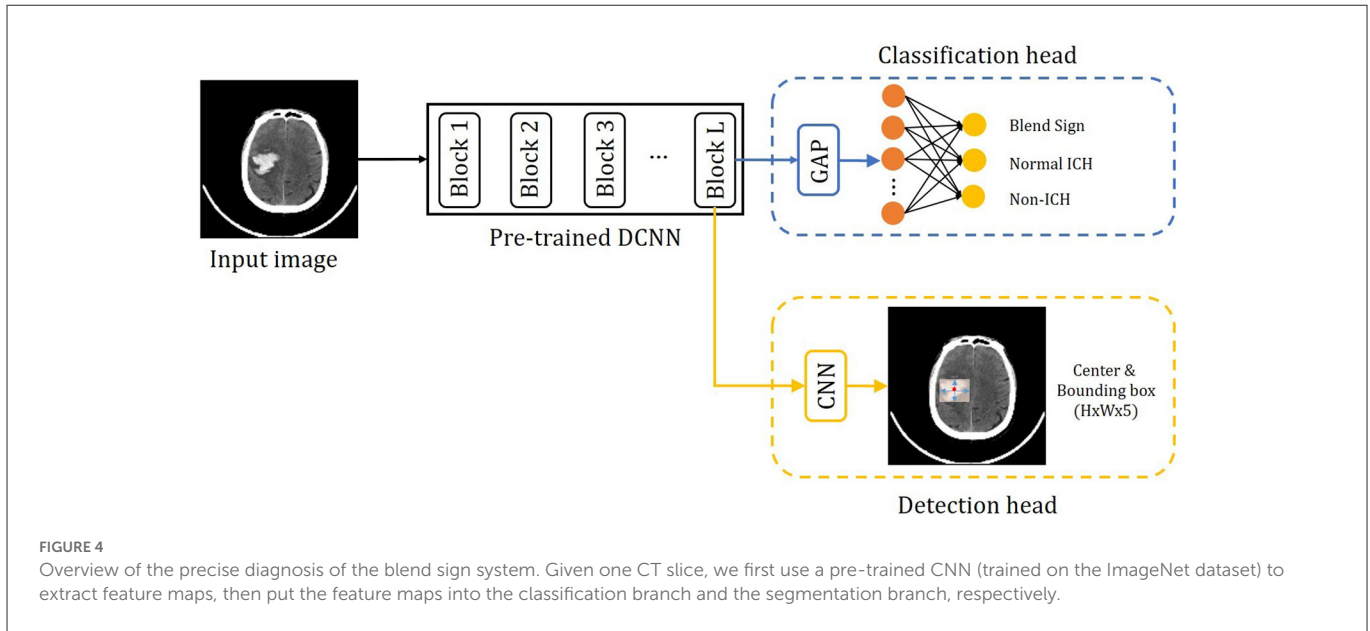 Classification head
Block 1
Block 2
Block 3
...
Block L
GAP
...
Blend Sign
Normal ICH
Non-ICH
Input image
Pre-trained DCNN
CNN
Center &
Bounding box
(HxWx5)
Detection head
FIGURE 4
Overview of the precise diagnosis of the blend sign system. Given one CT slice, we first use a pre-trained CNN (trained on the ImageNet dataset) to
extract feature maps, then put the feature maps into the classification branch and the segmentation branch, respectively.